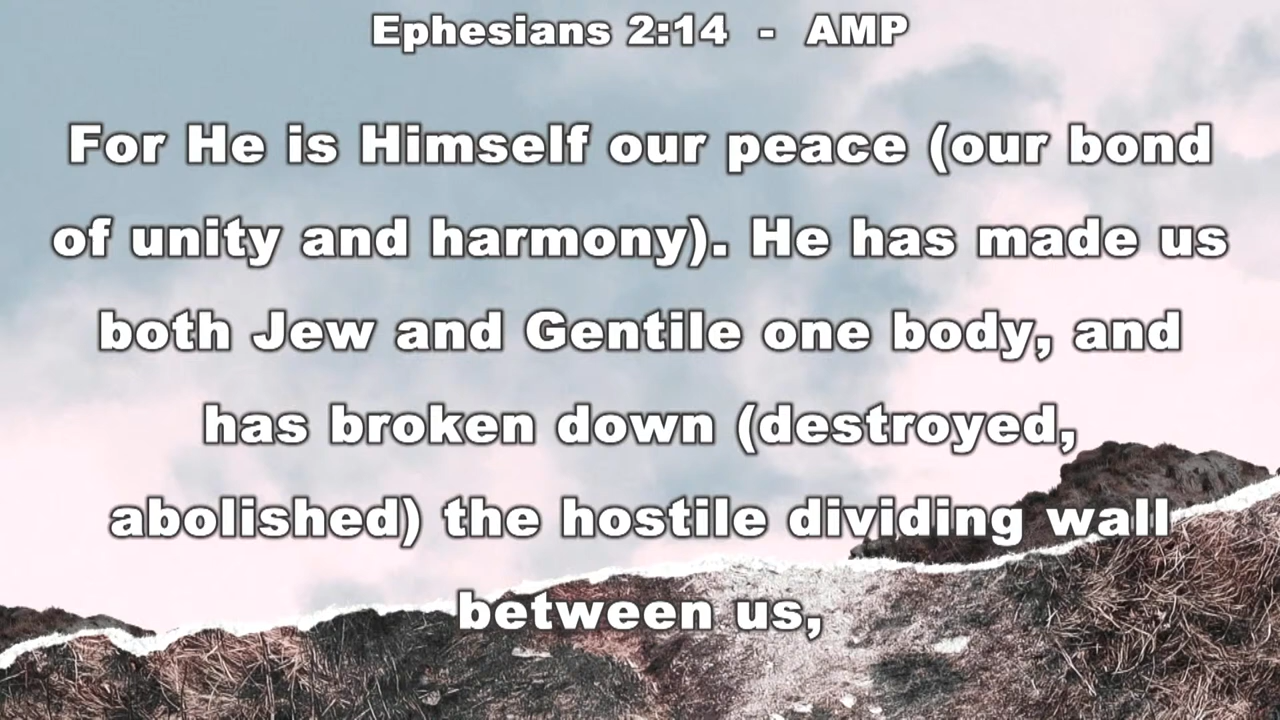 Ephesians 2:14 - AMP
For He is Himself our peace (our bond
of unity and harmony). He has made us
both Jew and Gentile one body, and
has broken down (destroyed,
abolished) the hostile dividing wall
between us,